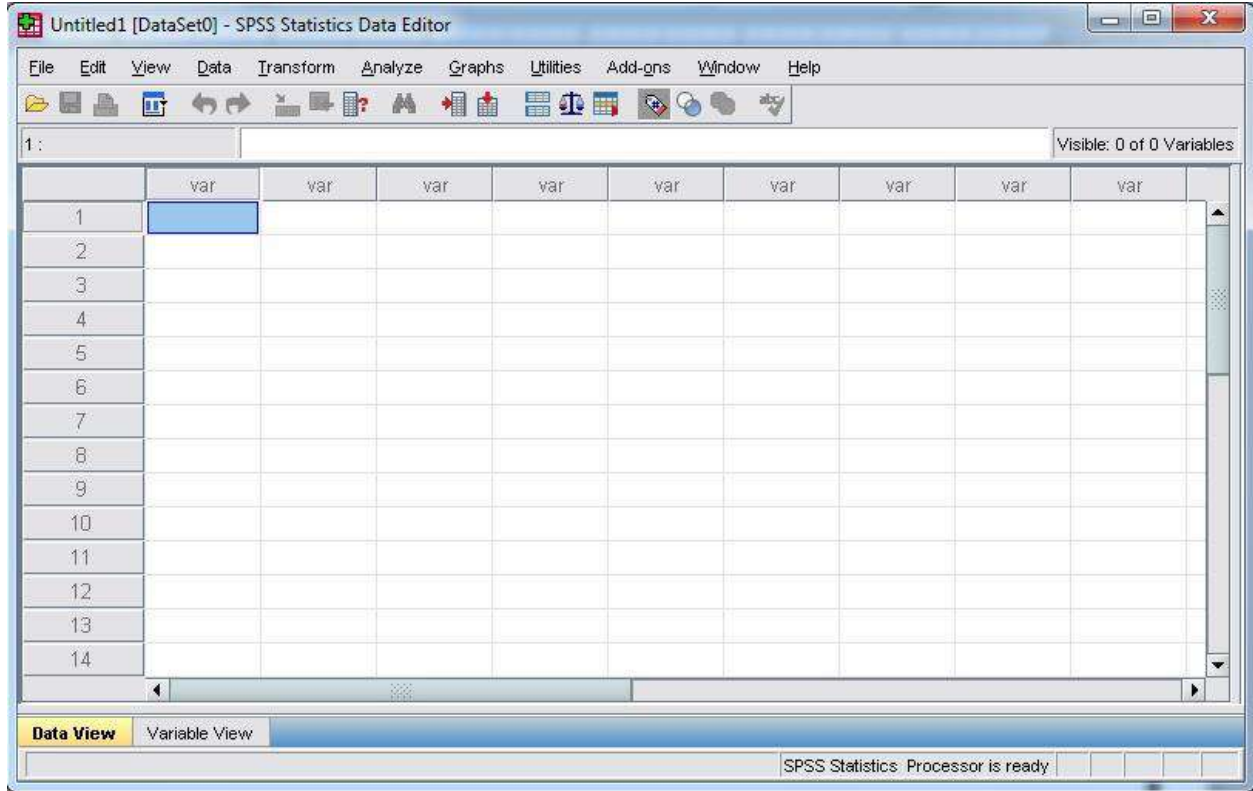 Untitled1 [DataSet0] - SPSS Statistics Data Editor
File Edit View Data Transform Analyze Graphs Utilities Add-ons Window Help
1 : Visible: 0 of 0 Variables
var var var var var var var var var
1
2
3
4
5
6
7
8
9
10
11
12
13
14
Data View Variable View
SPSS Statistics Processor is ready